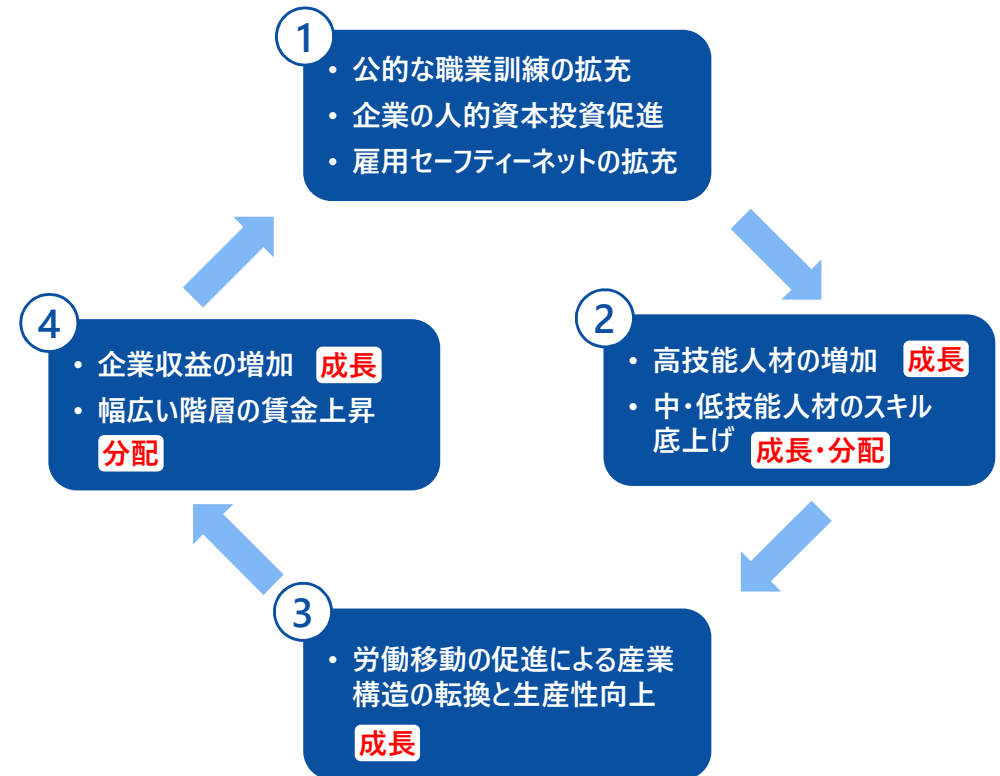 1
• 公的な職業訓練の拡充
• 企業の人的資本投資促進
• 雇用セーフティーネットの拡充
2
• 高技能人材の増加 成長
• 中・低技能人材のスキル
底上げ 成長・分配
3
• 労働移動の促進による産業
構造の転換と生産性向上
成長
4
• 企業収益の増加 成長
• 幅広い階層の賃金上昇
分配